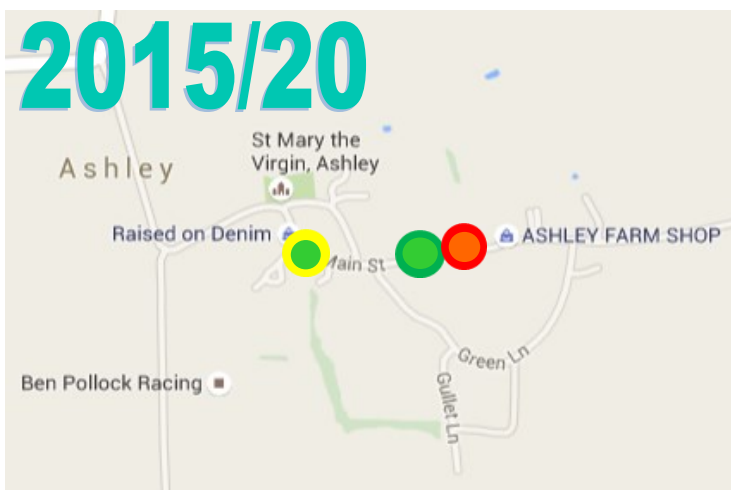 2015/20
St Mary the
Virgin, Ashley
Ashley
Raised on Denim
ASHLEY FARM SHOP
Main St
Green Ln
Ben Pollock Racing
Gullet Ln